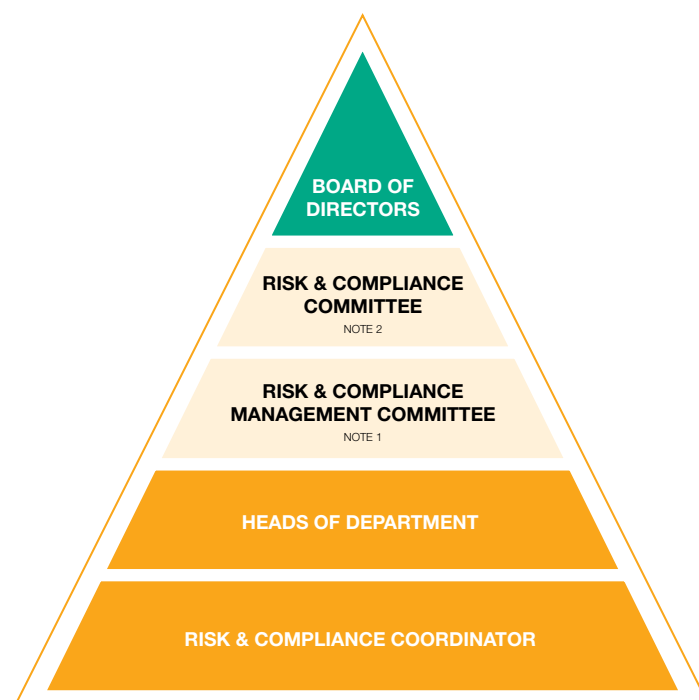 BOARD OF
DIRECTORS
RISK & COMPLIANCE
COMMITTEE
NOTE 2
RISK & COMPLIANCE
MANAGEMENT COMMITTEE
NOTE 1
HEADS OF DEPARTMENT
RISK & COMPLIANCE COORDINATOR